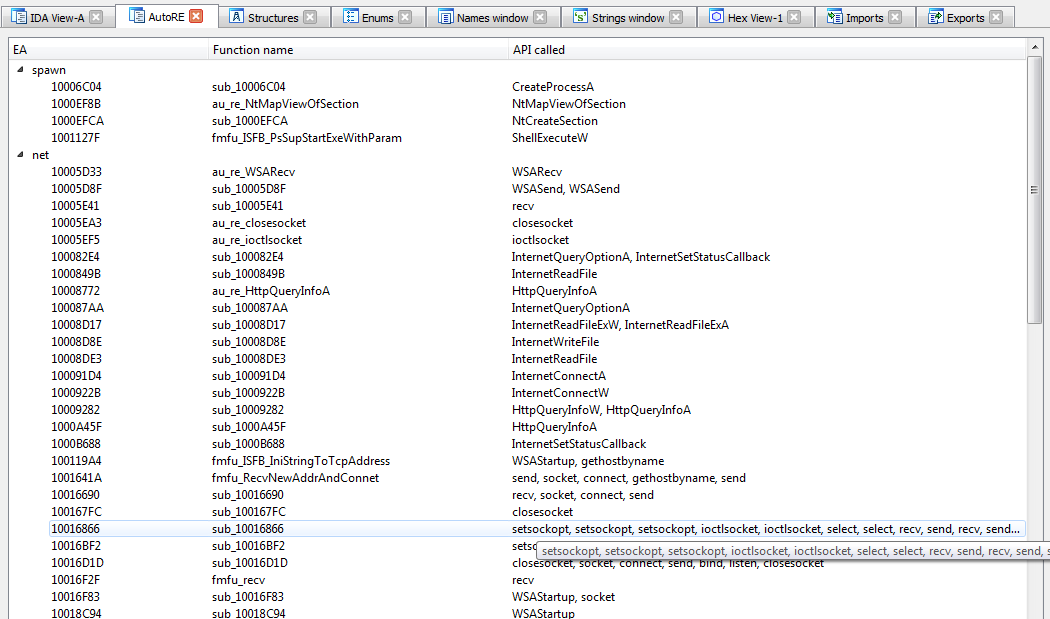 IDA View-A AutoRE Structures Enums Names window Strings window Hex View-1 Imports Exports
EA Function name API called
spawn
10006C04 sub_10006C04 CreateProcessA
1000EF8B au_re_NtMapViewOfSection NtMapViewOfSection
1000EFCA sub_1000EFCA NtCreateSection
1001127F fmfu_ISFB_PsSupStartExeWithParam ShellExecuteW
net
10005D33 au_re_WSARecv WSARecv
10005D8F sub_10005D8F WSASend, WSASend
10005E41 sub_10005E41 recv
10005EA3 au_re_closesocket closesocket
10005EF5 au_re_ioctlsocket ioctlsocket
100082E4 sub_100082E4 InternetQueryOptionA, InternetSetStatusCallback
1000849B sub_1000849B InternetReadFile
10008772 au_re_HttpQueryInfoA HttpQueryInfoA
100087AA sub_100087AA InternetQueryOptionA
10008D17 sub_10008D17 InternetReadFileExW, InternetReadFileExA
10008D8E sub_10008D8E InternetWriteFile
10008DE3 sub_10008DE3 InternetReadFile
100091D4 sub_100091D4 InternetConnectA
1000922B sub_1000922B InternetConnectW
10009282 sub_10009282 HttpQueryInfoW, HttpQueryInfoA
1000A45F sub_1000A45F HttpQueryInfoA
1000B688 sub_1000B688 InternetSetStatusCallback
100119A4 fmfu_ISFB_IniStringToTcpAddress WSAStartup, gethostbyname
1001641A fmfu_RecvNewAddrAndConnet send, socket, connect, gethostbyname, send
10016690 sub_10016690 recv, socket, connect, send
100167FC sub_100167FC closesocket
10016866 sub_10016866 setsockopt, setsockopt, setsockopt, ioctlsocket, ioctlsocket, select, select, recv, send, recv, send...
10016BF2 sub_10016BF2 setsoc
setsockopt, setsockopt, setsockopt, ioctlsocket, ioctlsocket, select, select, recv, send, recv, send, s
10016D1D sub_10016D1D closesocket, socket, connect, send, bind, listen, closesocket
10016F2F fmfu_recv recv
10016F83 sub_10016F83 WSAStartup, socket
10018C94 sub_10018C94 WSAStartup